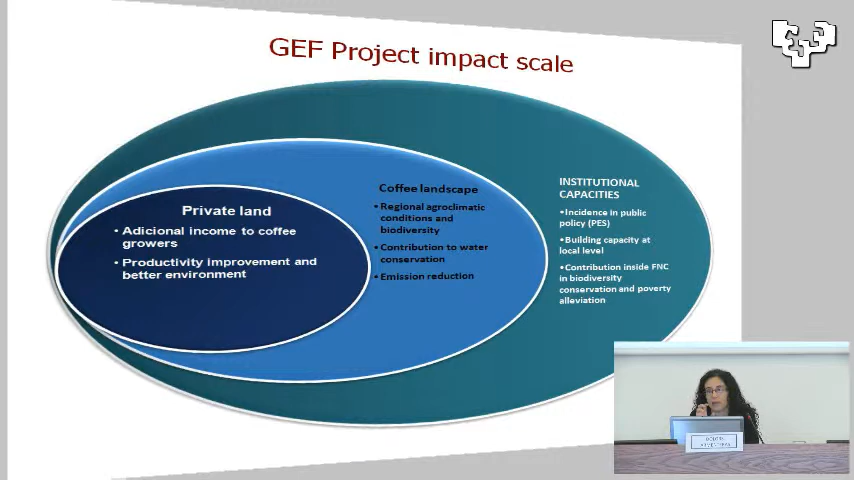 GEF Project impact scale
Private land
• Adicional income to coffee
growers
• Productivity improvement and
better environment
Coffee landscape
• Regional agroclimatic
conditions and
biodiversity
• Contribution to water
conservation
• Emission reduction
INSTITUTIONAL
CAPACITIES
• Incidence in public
policy (PES)
• Building capacity at
local level
• Contribution inside FNC
in biodiversity
conservation and poverty
alleviation